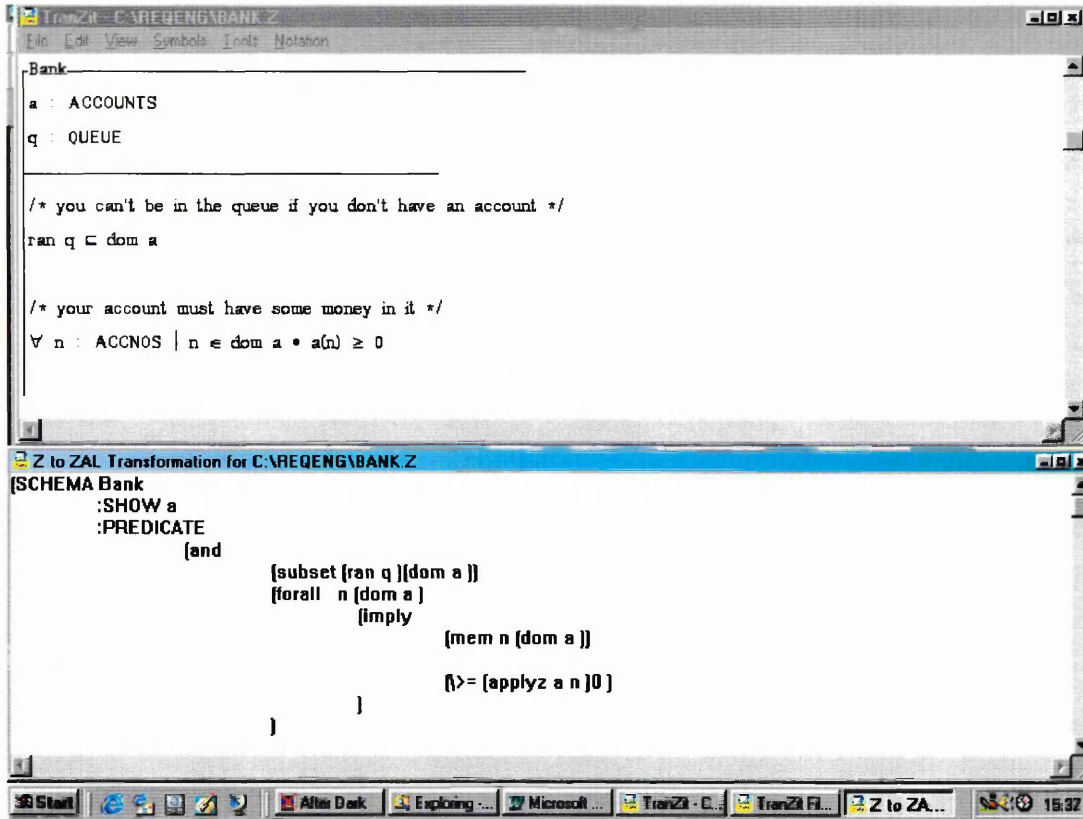 TranZit - C:\REQENG\BANK.Z
File Edit View Symbols Tools Notation
Bank
a : ACCOUNTS
q : QUEUE
/* you can't be in the queue if you don't have an account */
ran q ⊆ dom a
/* your account must have some money in it */
∀ n : ACCNOS | n ∈ dom a • a(n) ≥ 0
Z to ZAL Transformation for C:\REQENG\BANK.Z
(SCHEMA Bank
:SHOW a
:PREDICATE
(and
(subset (ran q )(dom a ))
(forall n (dom a )
(imply
(mem n (dom a ))
(\>= (applyz a n )0 )
)
)
Start After Dark Exploring -... Microsoft ... TranZit - C... TranZit Fil... Z to ZA... 15:32